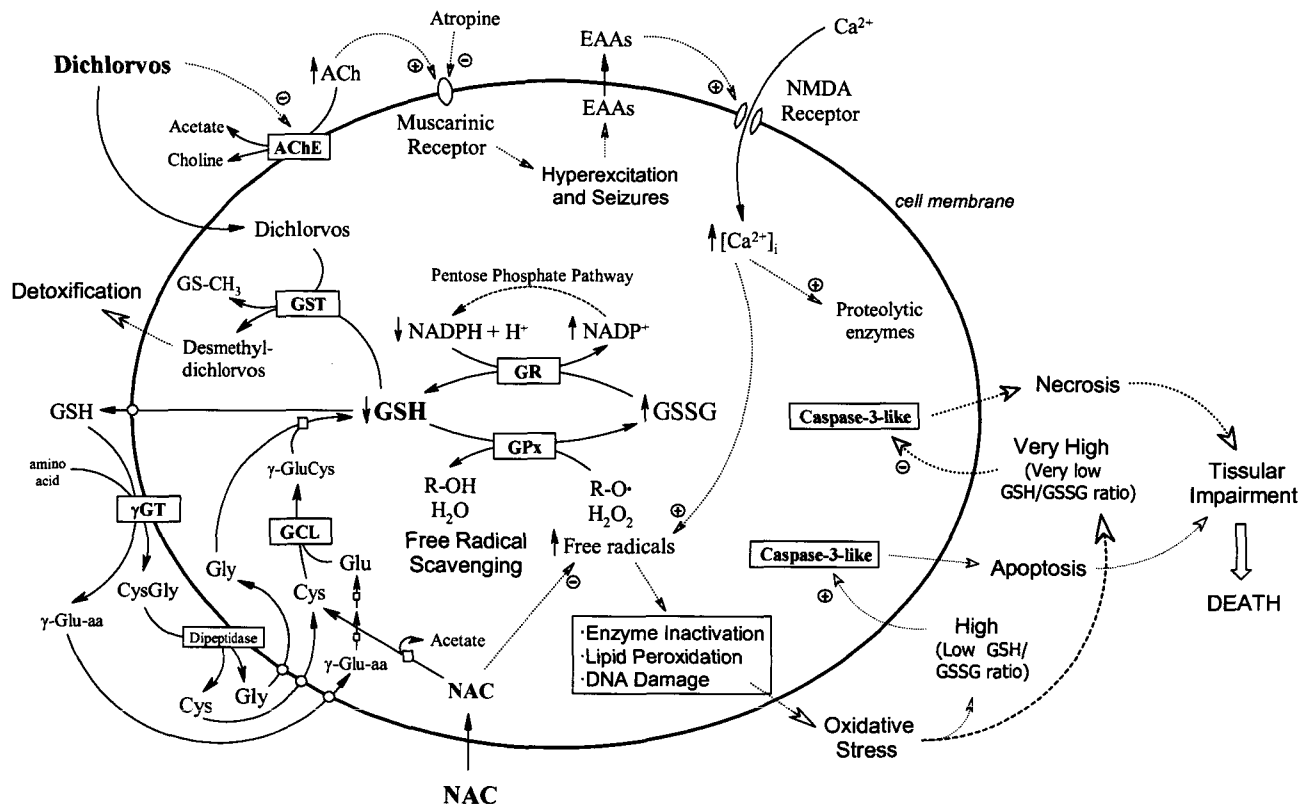 Atropine
Dichlorvos
ACh
EAAs
Ca²⁺
⊖
⊕
⊖
⊕
NMDA
Receptor
EAAs
Acetate
AChE
Choline
Muscarinic
Receptor
Hyperexcitation
and Seizures
cell membrane
Dichlorvos
[Ca²⁺]ᵢ
GS-CH₃
Detoxification
GST
Pentose Phosphate Pathway
⊕
Proteolytic
enzymes
NADPH + H⁺
NADP⁺
Desmethyl-
dichlorvos
GR
Necrosis
GSH
GSH
GSSG
Caspase-3-like
⊖
Very High
(Very low
GSH/GSSG ratio)
Tissular
Impairment
amino
acid
γ-GluCys
GPx
R-OH
H₂O
R-O•
H₂O₂
γGT
GCL
Free Radical
Scavenging
⊕
Free radicals
Caspase-3-like
Apoptosis
DEATH
Gly
Glu
⊖
CysGly
Cys
⊕
γ-Glu-aa
Dipeptidase
Acetate
·Enzyme Inactivation
·Lipid Peroxidation
·DNA Damage
High
(Low GSH/
GSSG ratio)
γ-Glu-aa
NAC
Gly
Cys
Oxidative
Stress
NAC